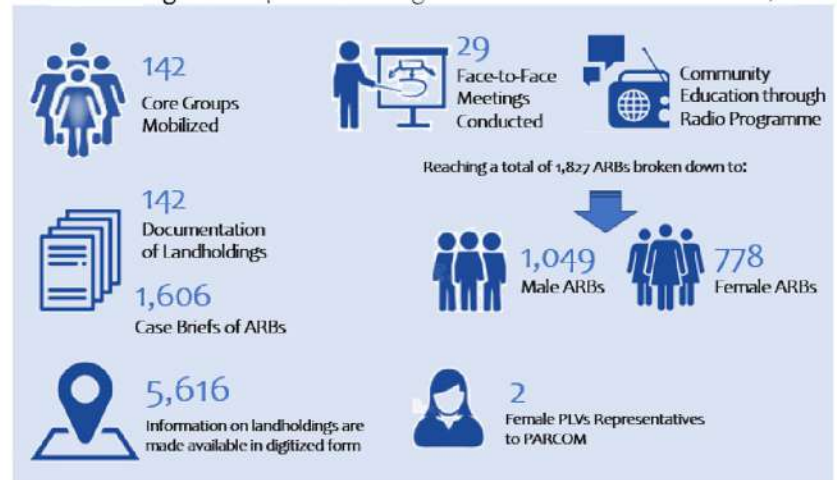 142
Core Groups
Mobilized
29
Face-to-Face
Meetings
Conducted
Community
Education through
Radio Programme
Reaching a total of 1,827 ARBs broken down to:
1,049
Male ARBs
778
Female ARBs
142
Documentation
of Landholdings
1,606
Case Briefs of ARBs
5,616
Information on landholdings are
made available in digitized form
2
Female PLVs Representatives
to PARCOM